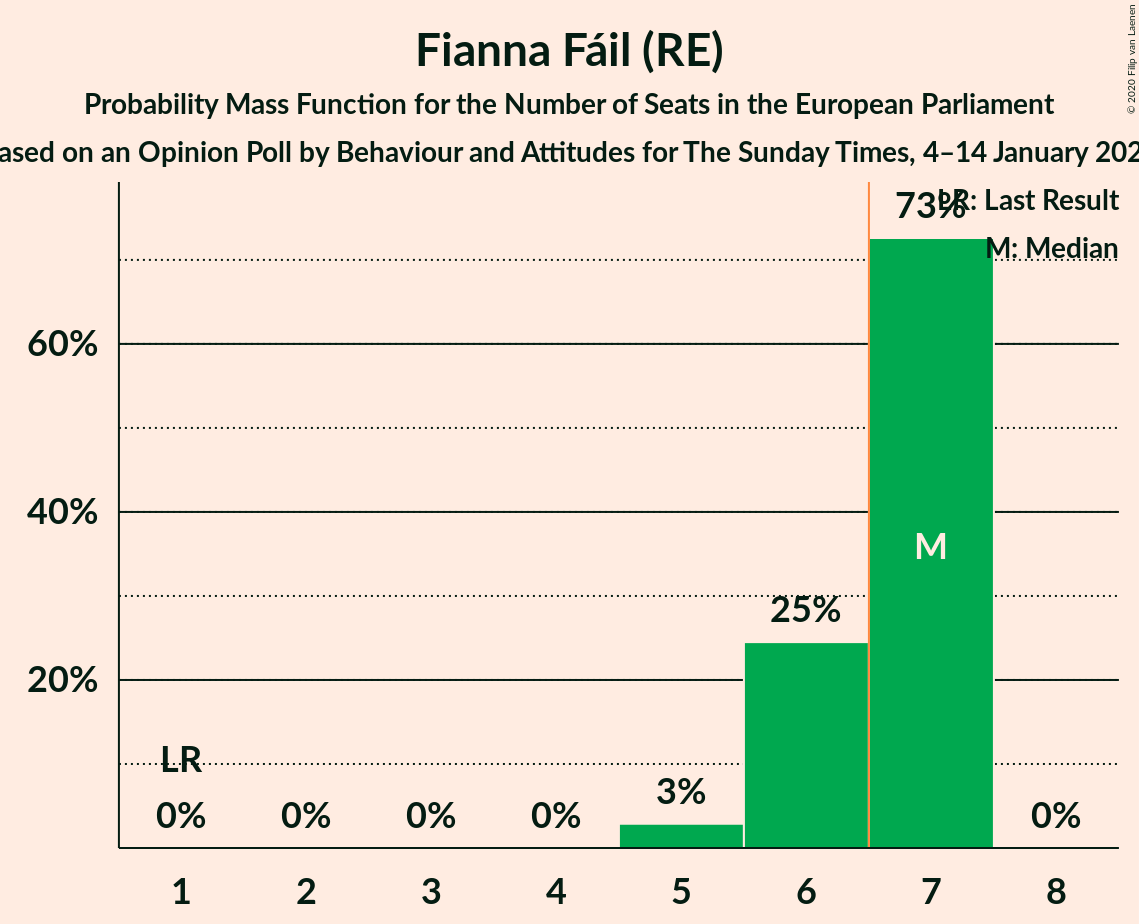 Fianna Fáil (RE)
Probability Mass Function for the Number of Seats in the European Parliament
on an Opinion Poll by Behaviour and Attitudes for The Sunday Times, 4–14 January
© 2020 Filip van Laenen
LR: Last Result
M: Median
73%
60%
40%
M
25%
20%
LR
3%
0% 0% 0% 0% 0%
1 2 3 4 5 6 7 8